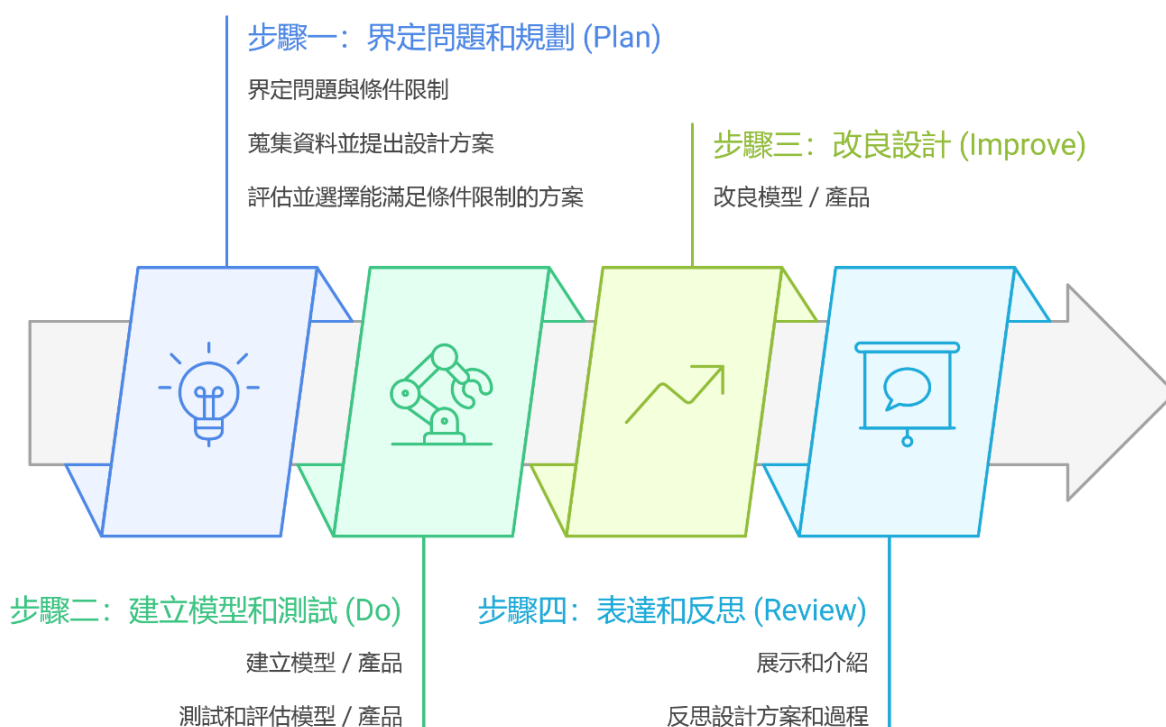 步驟一：界定問題和規劃 (Plan)
界定問題與條件限制
蒐集資料並提出設計方案
評估並選擇能滿足條件限制的方案
步驟二：建立模型和測試 (Do)
建立模型 / 產品
測試和評估模型 / 產品
步驟三：改良設計 (Improve)
改良模型 / 產品
步驟四：表達和反思 (Review)
展示和介紹
反思設計方案和過程